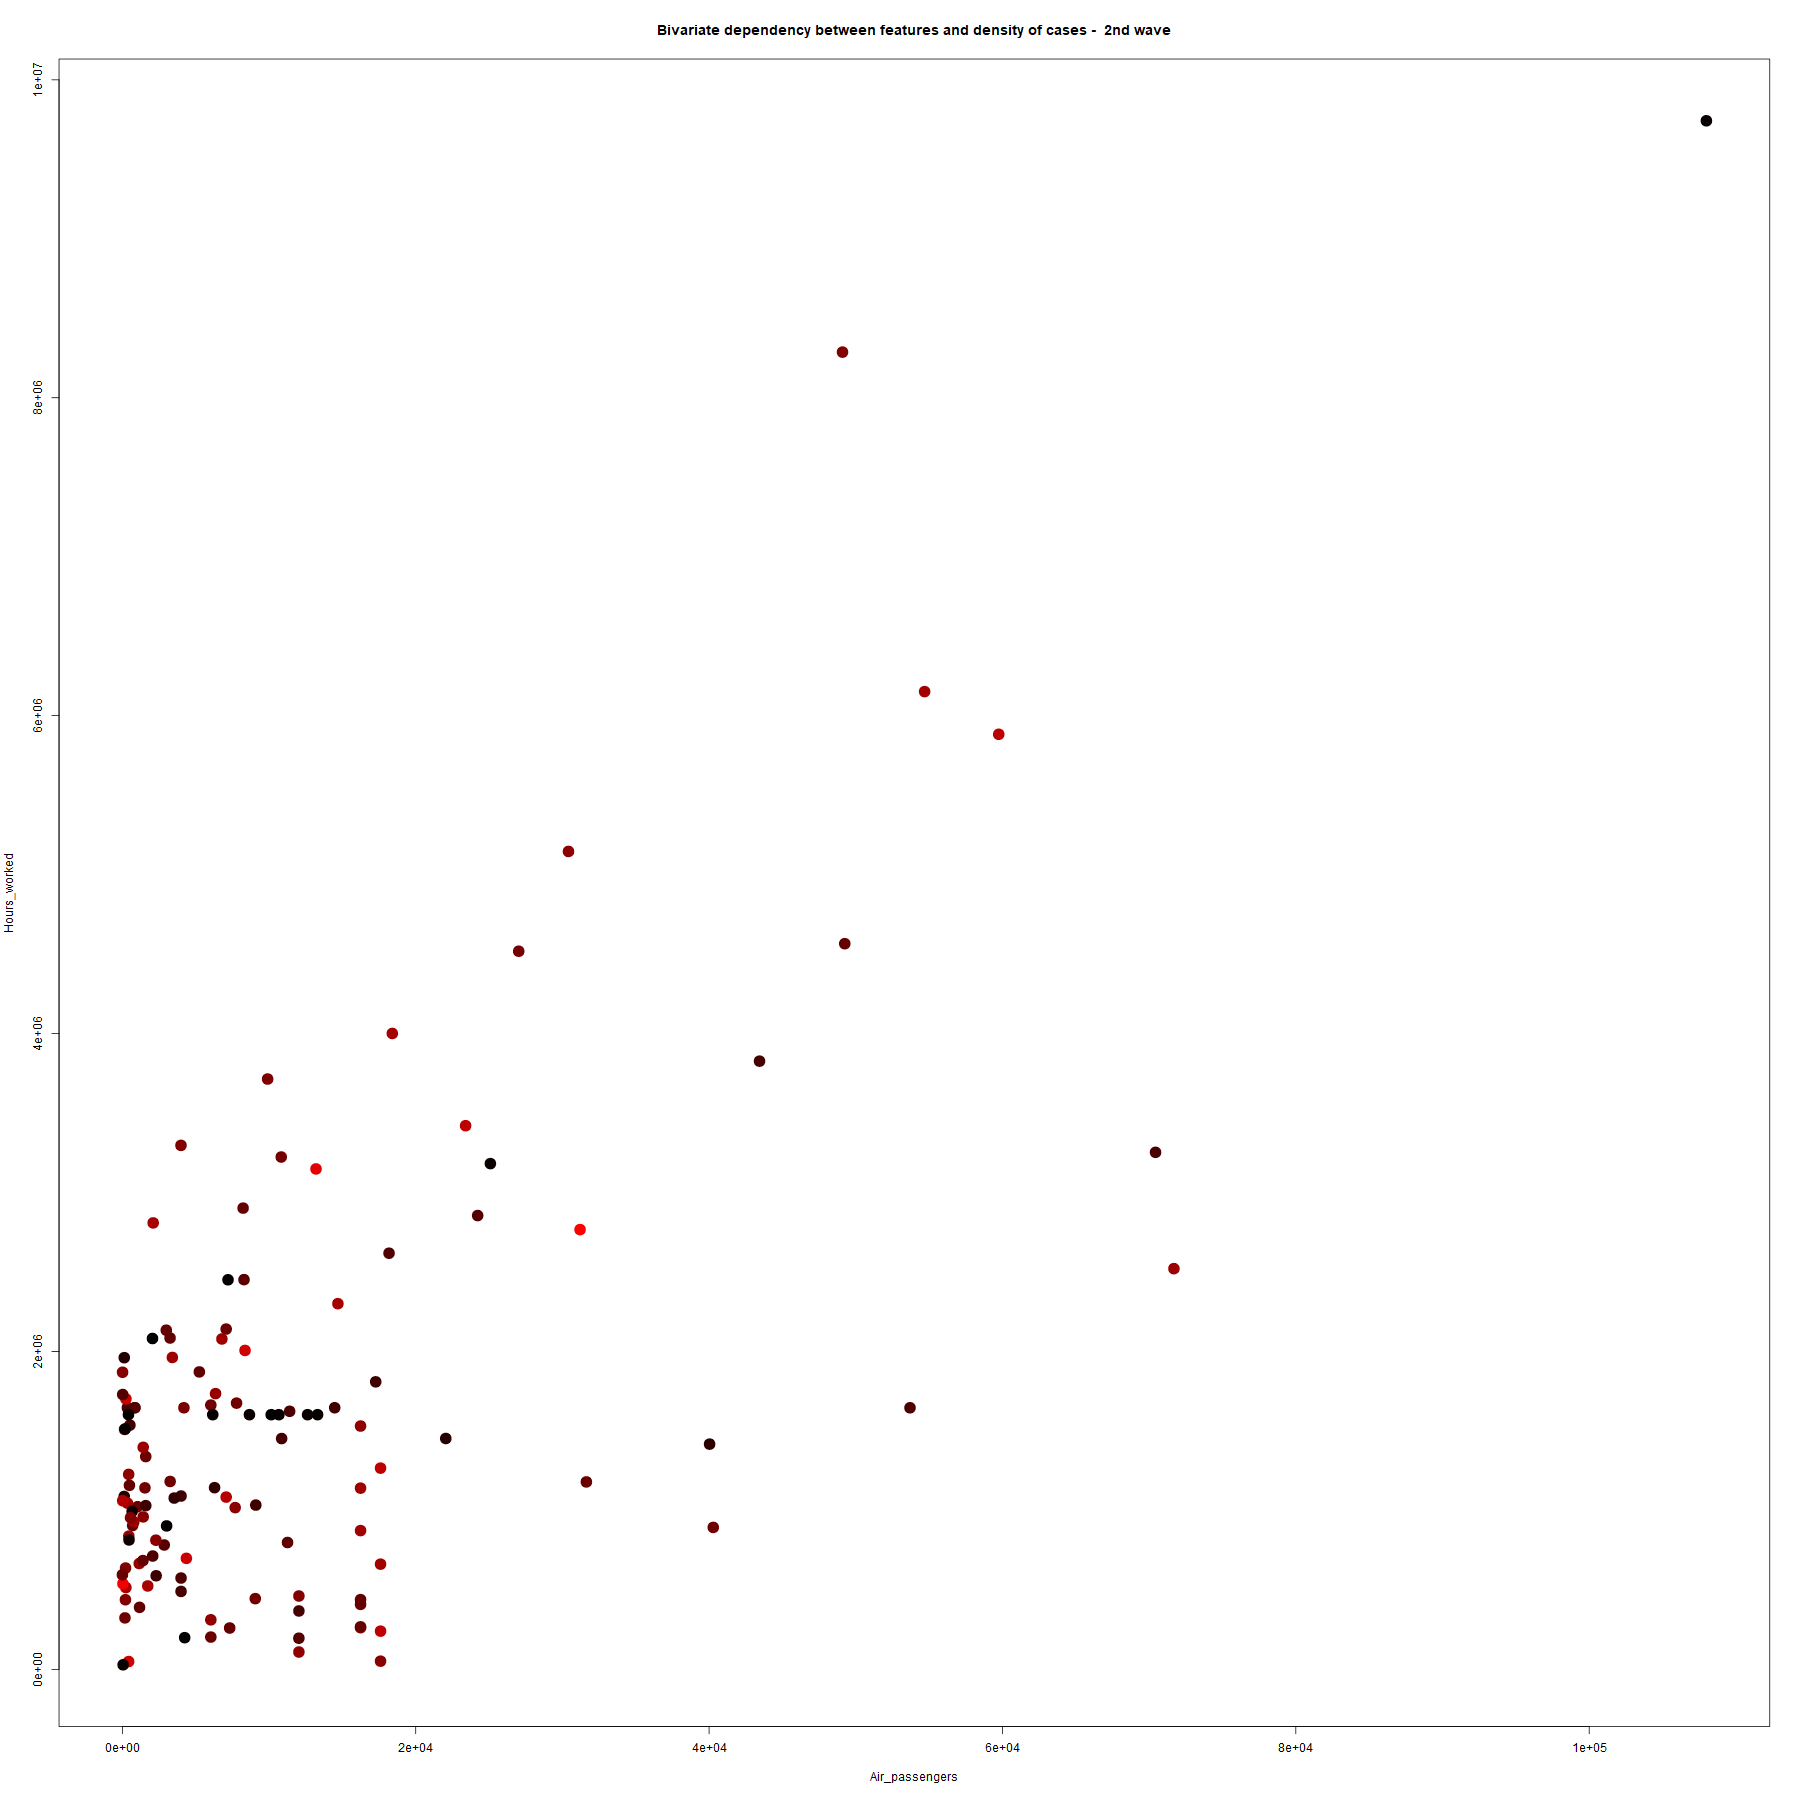 Bivariate dependency between features and density of cases -  2nd wave
1e+07
8e+06
6e+06
4e+06
2e+06
0e+00
Hours_worked
0e+00 2e+04 4e+04 6e+04 8e+04 1e+05
Air_passengers